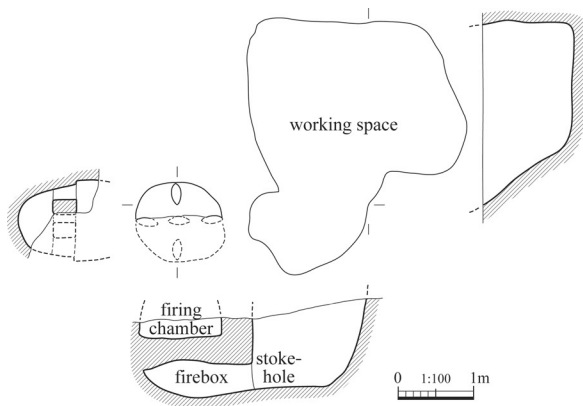 working space
firing
chamber
stoke-
hole
firebox
0 1:100 1m